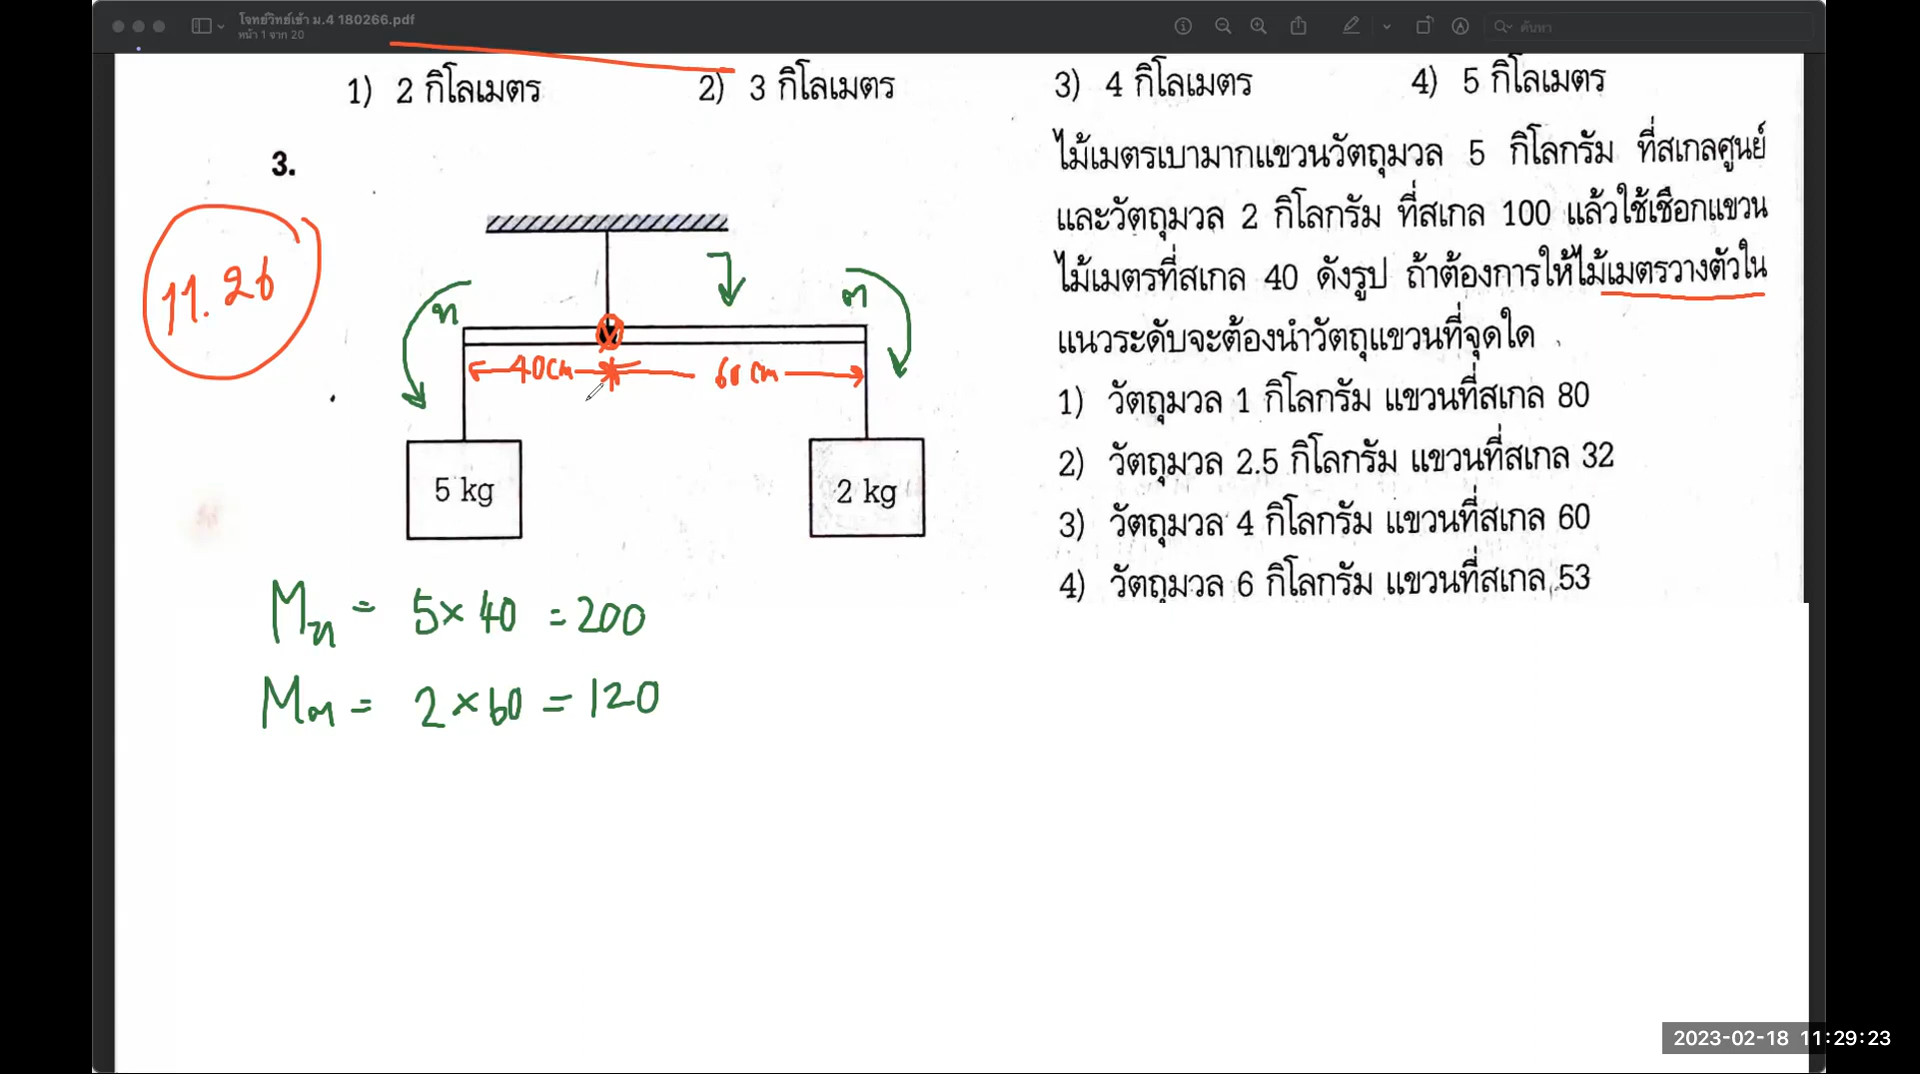 โจทย์วิทย์เข้า ม.4 180266.pdf
หน้า 1 จาก 20
ค้นหา
1) 2 กิโลเมตร 2) 3 กิโลเมตร 3) 4 กิโลเมตร 4) 5 กิโลเมตร
3.
11.26
ท
ต
40cm
60 cm
5 kg
2 kg
ไม้เมตรเบามากแขวนวัตถุมวล 5 กิโลกรัม ที่สเกลศูนย์
และวัตถุมวล 2 กิโลกรัม ที่สเกล 100 แล้วใช้เชือกแขวน
ไม้เมตรที่สเกล 40 ดังรูป ถ้าต้องการให้ไม้เมตรวางตัวใน
แนวระดับจะต้องนำวัตถุแขวนที่จุดใด
1) วัตถุมวล 1 กิโลกรัม แขวนที่สเกล 80
2) วัตถุมวล 2.5 กิโลกรัม แขวนที่สเกล 32
3) วัตถุมวล 4 กิโลกรัม แขวนที่สเกล 60
4) วัตถุมวล 6 กิโลกรัม แขวนที่สเกล 53
Mท = 5×40 = 200
Mต = 2×60 = 120
2023-02-18 11:29:23